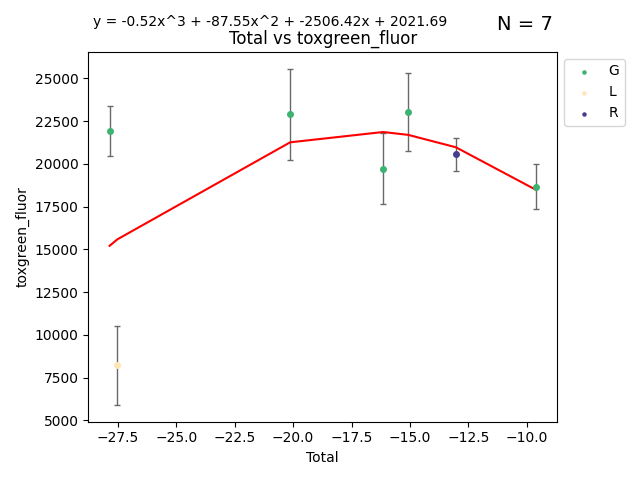 y = -0.52x^3 + -87.55x^2 + -2506.42x + 2021.69
N = 7
Total vs toxgreen_fluor
G
L
R
toxgreen_fluor
25000
22500
20000
17500
15000
12500
10000
7500
5000
−27.5 −25.0 −22.5 −20.0 −17.5 −15.0 −12.5 −10.0
Total